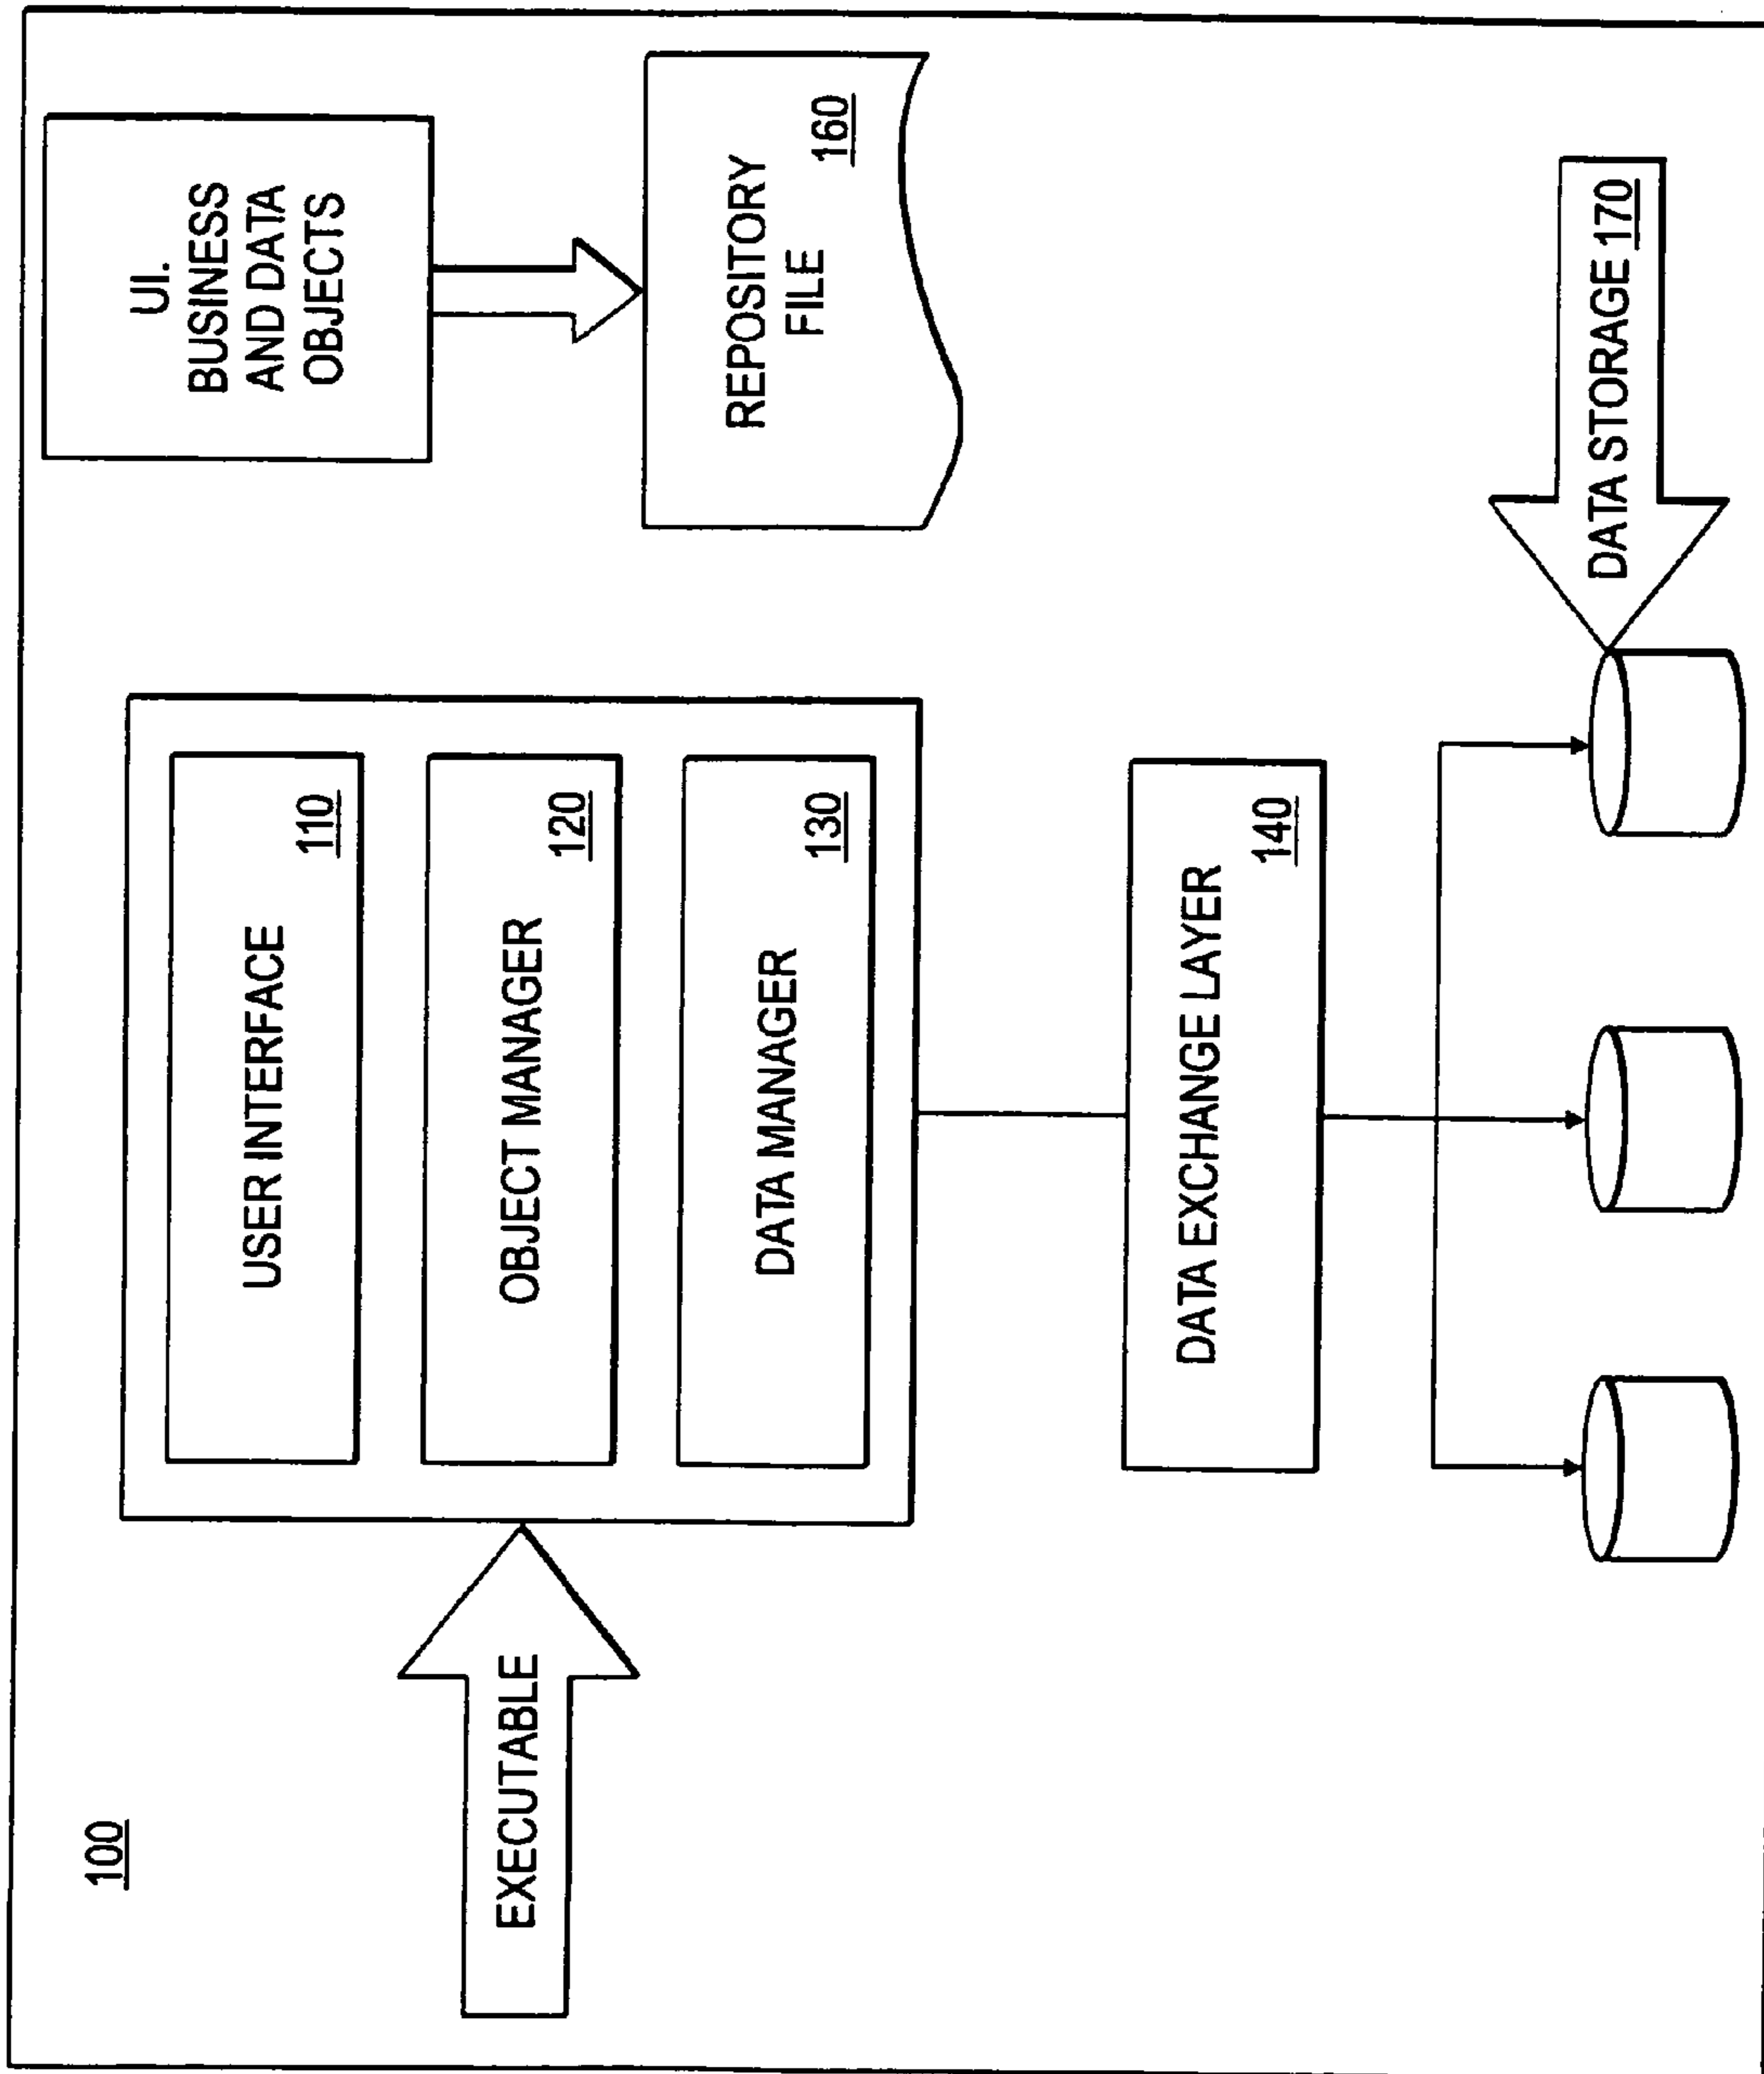 100
EXECUTABLE
USER INTERFACE
110
OBJECT MANAGER
120
DATA MANAGER
130
DATA EXCHANGE LAYER
140
UI.
BUSINESS
AND DATA
OBJECTS
REPOSITORY
FILE
160
DATA STORAGE 170